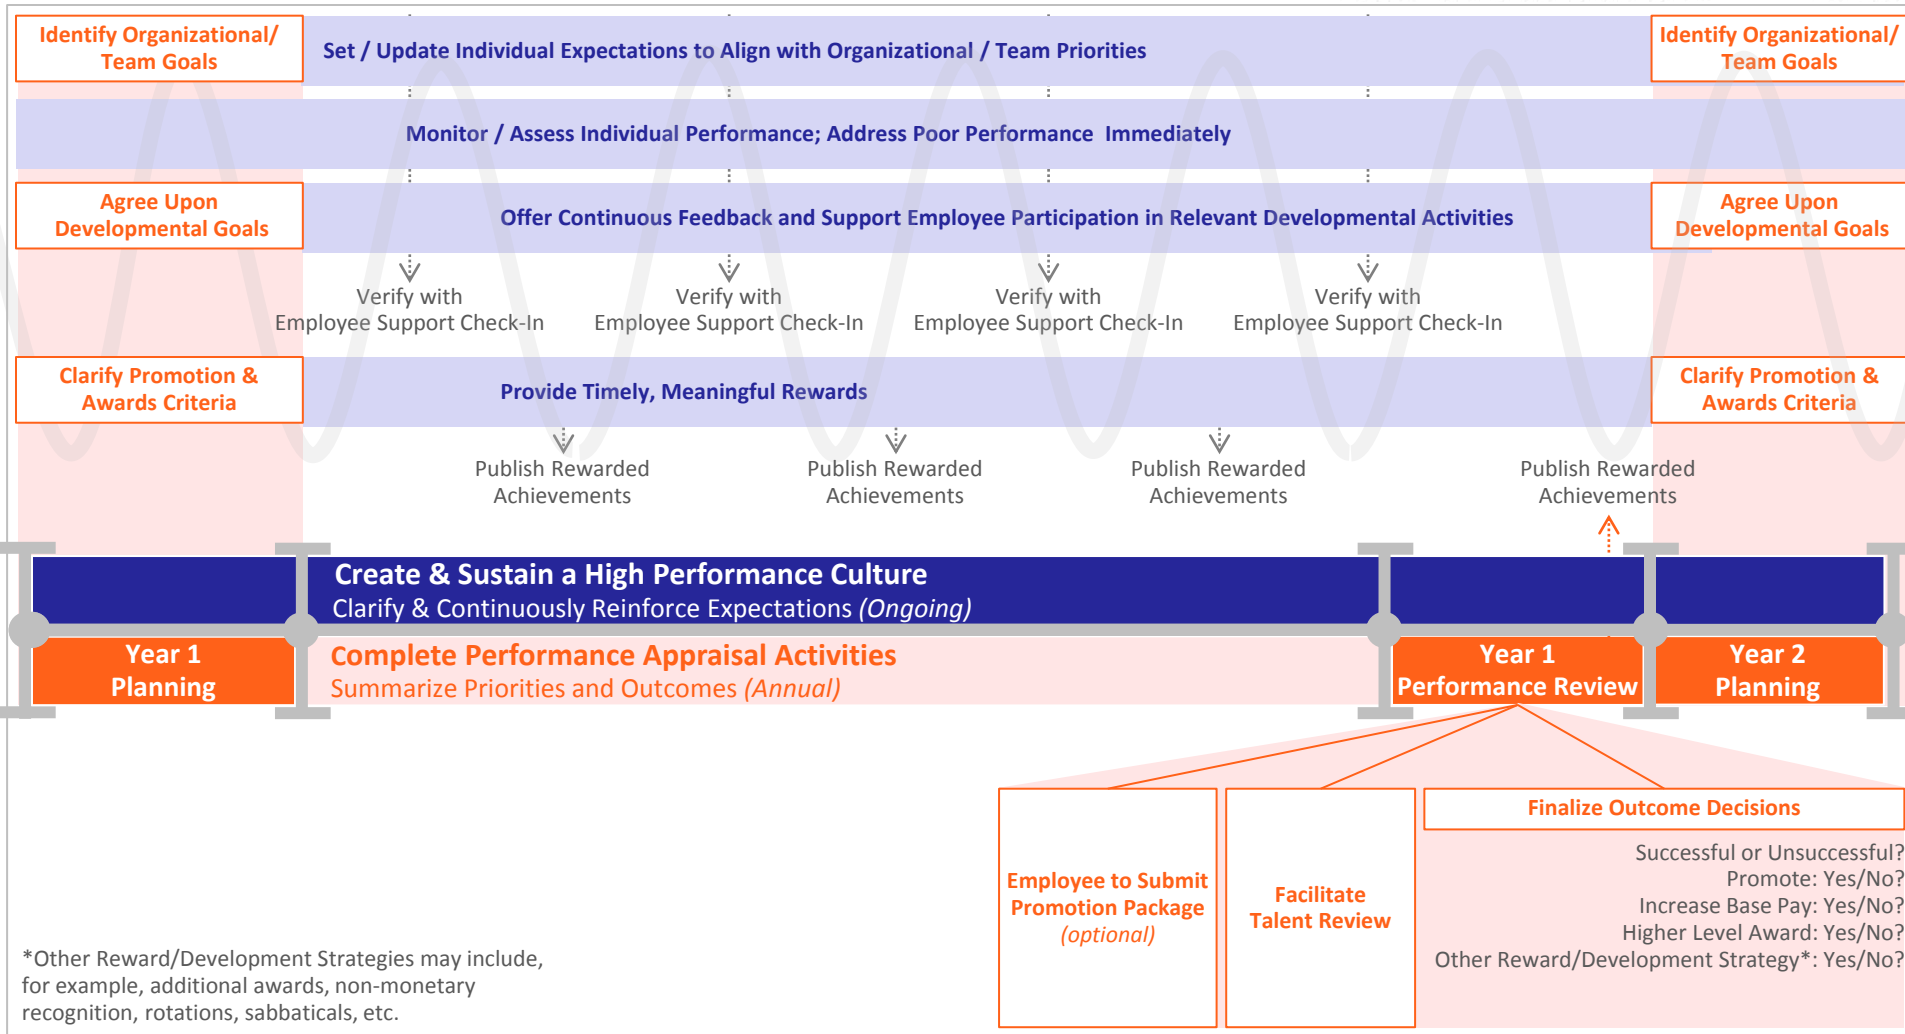 Identify Organizational/
Team Goals
Set / Update Individual Expectations to Align with Organizational / Team Priorities
Identify Organizational/
Team Goals
Monitor / Assess Individual Performance; Address Poor Performance  Immediately
Agree Upon
Developmental Goals
Offer Continuous Feedback and Support Employee Participation in Relevant Developmental Activities
Agree Upon
Developmental Goals
Verify with
Employee Support Check-In
Verify with
Employee Support Check-In
Verify with
Employee Support Check-In
Verify with
Employee Support Check-In
Clarify Promotion &
Awards Criteria
Provide Timely, Meaningful Rewards
Clarify Promotion &
Awards Criteria
Publish Rewarded
Achievements
Publish Rewarded
Achievements
Publish Rewarded
Achievements
Publish Rewarded
Achievements
Create & Sustain a High Performance Culture
Clarify & Continuously Reinforce Expectations (Ongoing)
Year 1
Planning
Complete Performance Appraisal Activities
Summarize Priorities and Outcomes (Annual)
Year 1
Performance Review
Year 2
Planning
Employee to Submit
Promotion Package
(optional)
Facilitate
Talent Review
Finalize Outcome Decisions
Successful or Unsuccessful?
Promote: Yes/No?
Increase Base Pay: Yes/No?
Higher Level Award: Yes/No?
Other Reward/Development Strategy*: Yes/No?
*Other Reward/Development Strategies may include,
for example, additional awards, non-monetary
recognition, rotations, sabbaticals, etc.